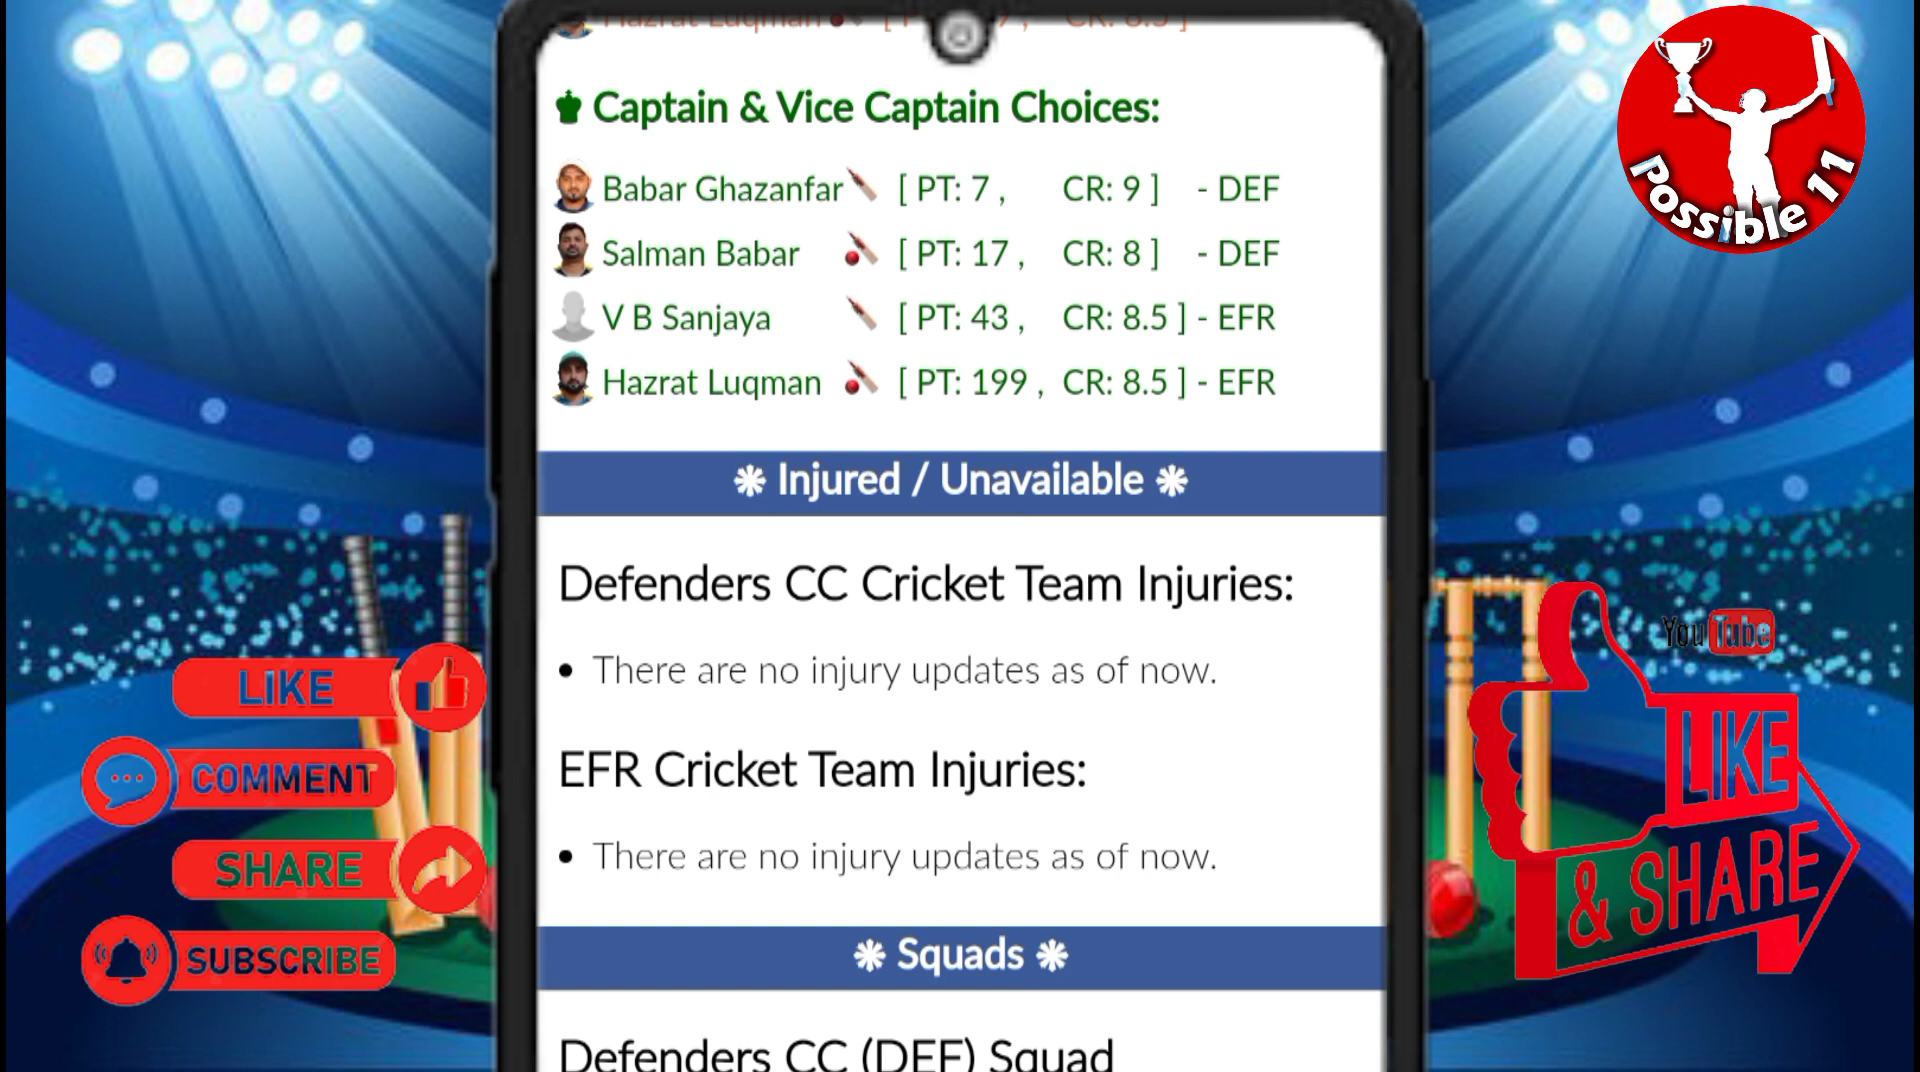 Hazrat Luqman
Captain & Vice Captain Choices:
Babar Ghazanfar [ PT: 7 , CR: 9 ] - DEF
Salman Babar [ PT: 17 , CR: 8 ] - DEF
V B Sanjaya [ PT: 43 , CR: 8.5 ] - EFR
Hazrat Luqman [ PT: 199 , CR: 8.5 ] - EFR
Possible 11
❋ Injured / Unavailable ❋
Defenders CC Cricket Team Injuries:
• There are no injury updates as of now.
EFR Cricket Team Injuries:
• There are no injury updates as of now.
❋ Squads ❋
Defenders CC (DEF) Squad
LIKE
COMMENT
SHARE
SUBSCRIBE
YouTube
LIKE
& SHARE